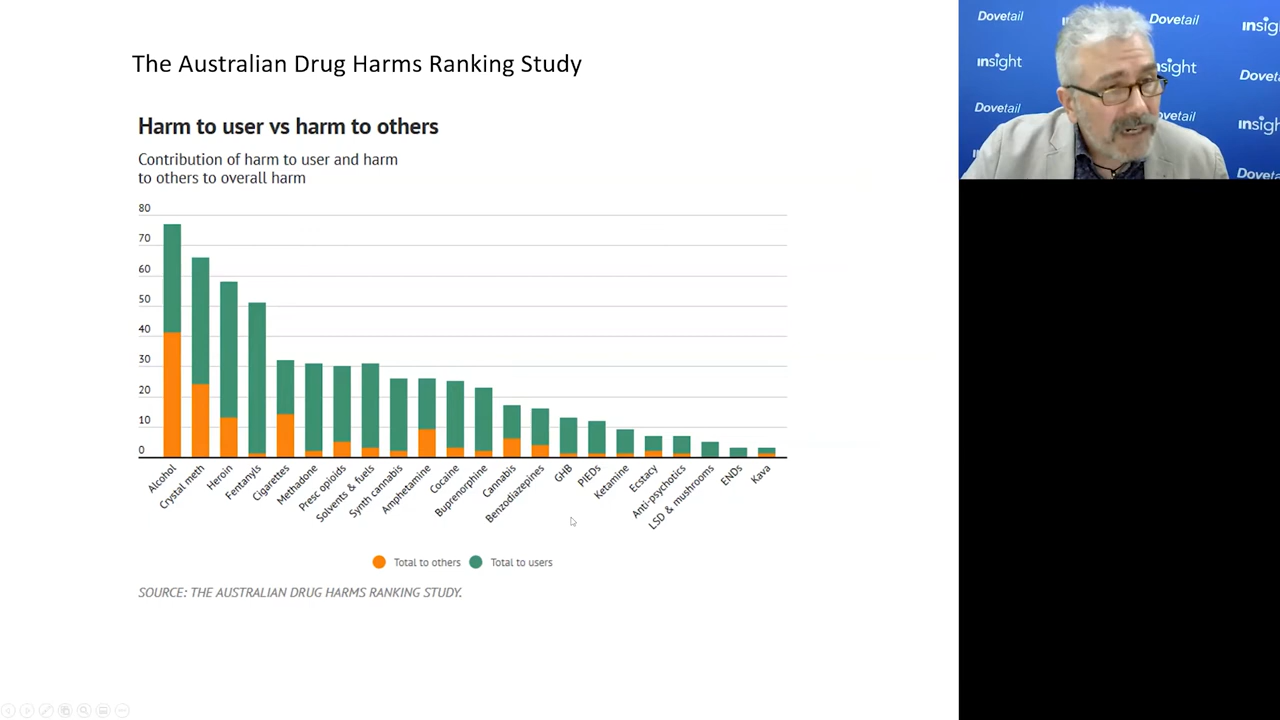 The Australian Drug Harms Ranking Study
Harm to user vs harm to others
Contribution of harm to user and harm
to others to overall harm
80
70
60
50
40
30
20
10
0
Alcohol
Crystal meth
Heroin
Fentanyls
Cigarettes
Methadone
Presc opioids
Solvents & fuels
Synth cannabis
Amphetamine
Cocaine
Buprenorphine
Cannabis
Benzodiazepines
GHB
PIEDs
Ketamine
Ecstacy
Anti-psychotics
LSD & mushrooms
ENDs
Kava
Total to others
Total to users
SOURCE: THE AUSTRALIAN DRUG HARMS RANKING STUDY.
Dovetail
Dovetail
insight
Dovetail
Dovetail